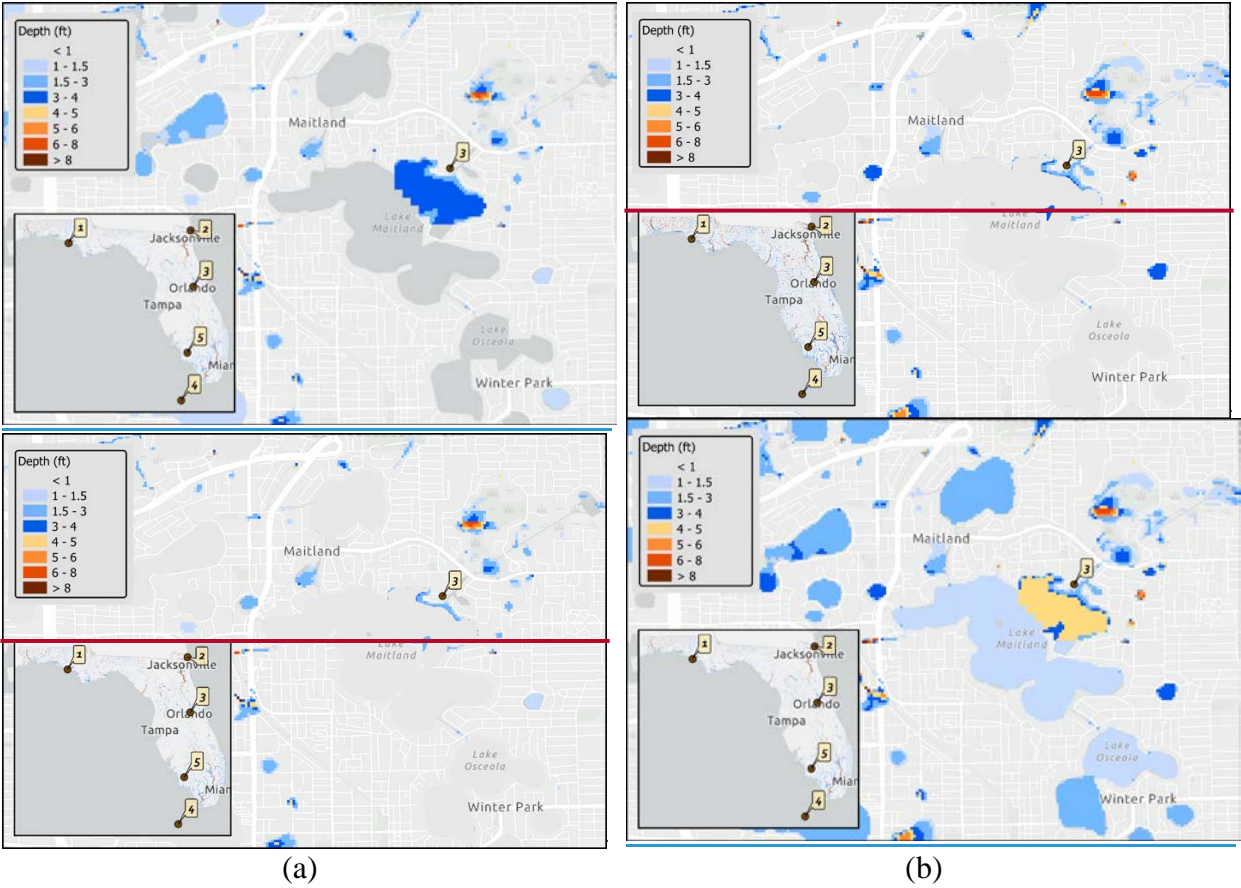 Depth (ft)
< 1
1 - 1.5
1.5 - 3
3 - 4
4 - 5
5 - 6
6 - 8
> 8
Maitland
3
Lake
Maitland
1
2
Jacksonville
3
Orlando
Tampa
5
Miar
4
Lake
Osceola
Winter Park
Depth (ft)
< 1
1 - 1.5
1.5 - 3
3 - 4
4 - 5
5 - 6
6 - 8
> 8
Maitland
3
Lake
Maitland
1
2
Jacksonville
3
Orlando
Tampa
5
Miar
4
Lake
Osceola
Winter Park
Depth (ft)
< 1
1 - 1.5
1.5 - 3
3 - 4
4 - 5
5 - 6
6 - 8
> 8
Maitland
3
Maitland
1
2
Jacksonville
3
Orlando
Tampa
5
Miar
4
Lake
Osceola
Winter Park
Depth (ft)
< 1
1 - 1.5
1.5 - 3
3 - 4
4 - 5
5 - 6
6 - 8
> 8
Maitland
3
Lake
Maitland
1
2
Jacksonville
3
Orlando
Tampa
5
Miar
4
Lake
Osceola
Winter Park
(a)
(b)